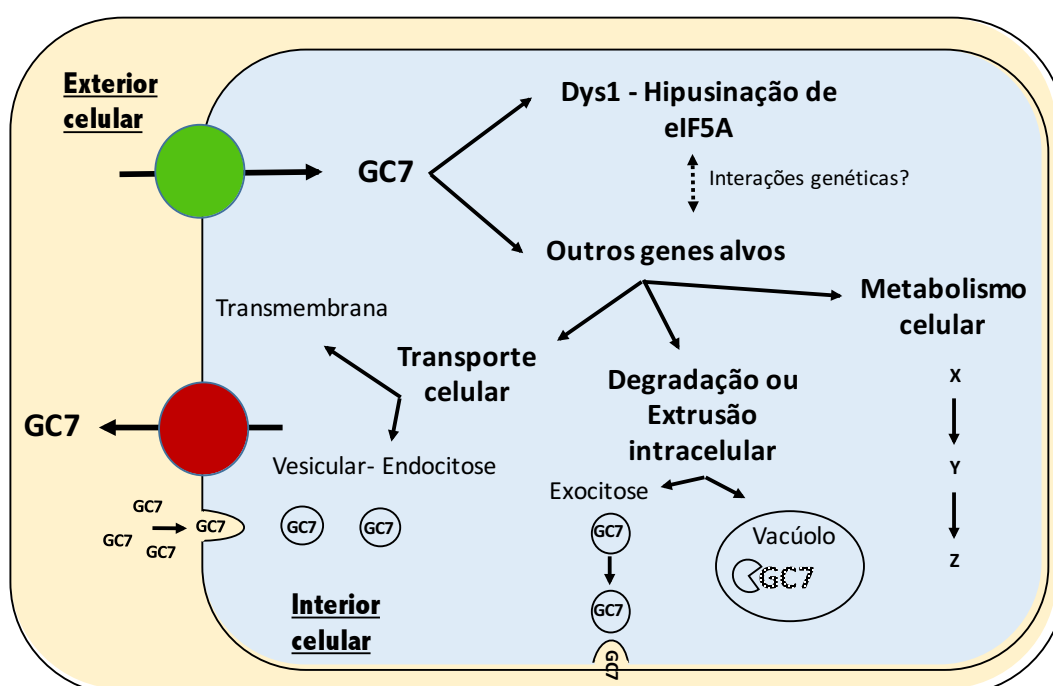 Exterior
celular
Dys1 - Hipusinação de
eIF5A
GC7
Interações genéticas?
Outros genes alvos
Metabolismo
celular
Transmembrana
Transporte
celular
Degradação ou
Extrusão
intracelular
X
Y
Z
GC7
Vesicular- Endocitose
Exocitose
GC7
GC7
GC7
GC7
GC7
GC7
GC7
Vacúolo
GC7
GC7
GC7
Interior
celular